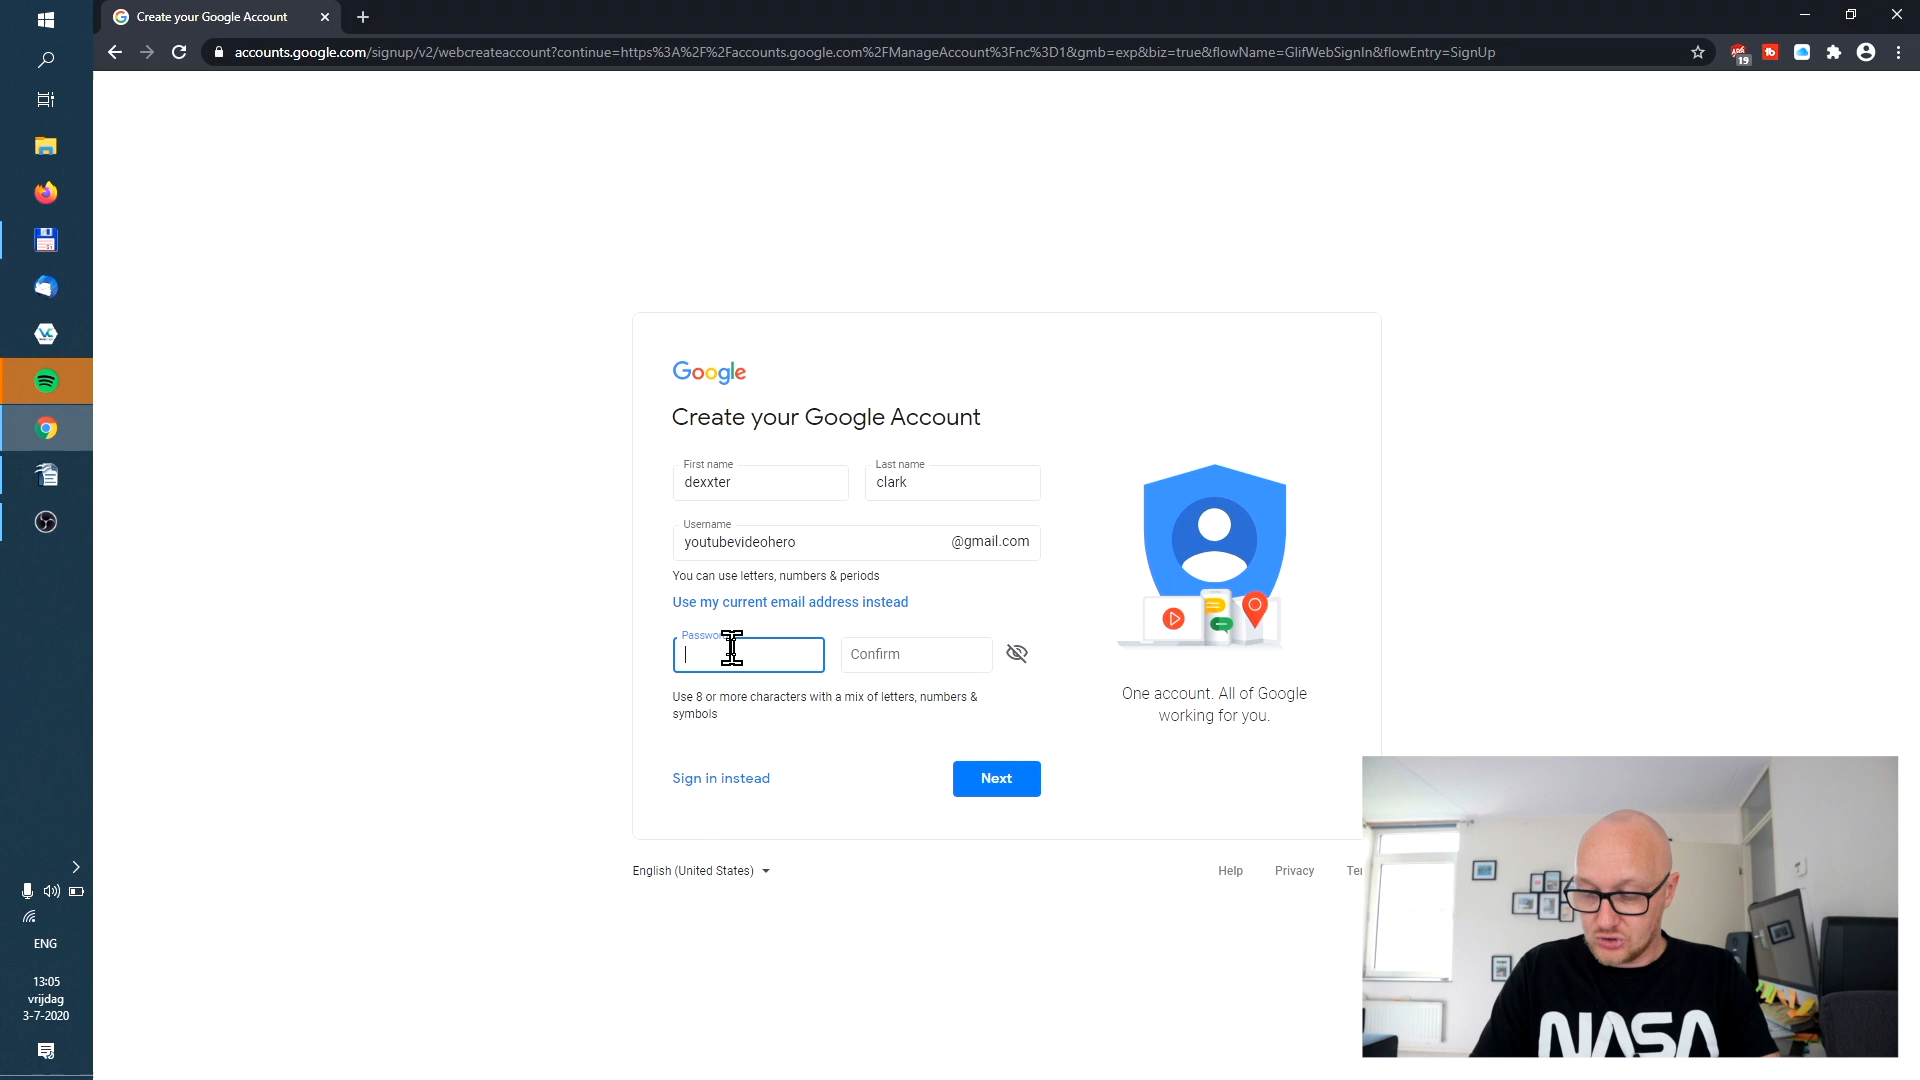 Create your Google Account
accounts.google.com/signup/v2/webcreateaccount?continue=https%3A%2F%2Faccounts.google.com%2FManageAccount%3Fnc%3D1&gmb=exp&biz=true&flowName=GlifWebSignIn&flowEntry=SignUp
19
Google
Create your Google Account
First name
Last name
dexxter
clark
Username
youtubevideohero
@gmail.com
You can use letters, numbers & periods
Use my current email address instead
Confirm
Use 8 or more characters with a mix of letters, numbers &
symbols
One account. All of Google
working for you.
Sign in instead
Next
English (United States)
Help
Privacy
ENG
13:05
vrijdag
3-7-2020
NASA